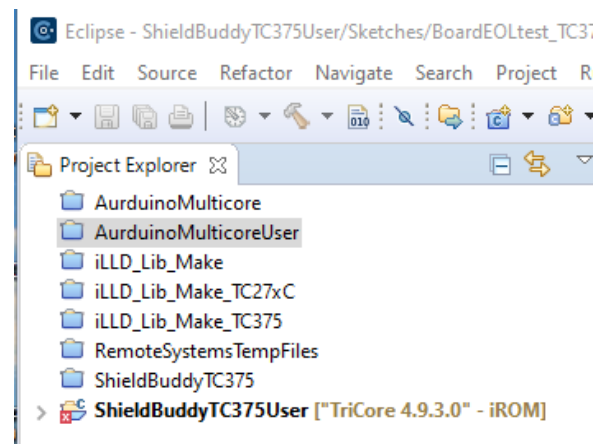 Eclipse - ShieldBuddyTC375User/Sketches/BoardEOLtest_TC37
File Edit Source Refactor Navigate Search Project R
010
Project Explorer
AurduinoMulticore
AurduinoMulticoreUser
iLLD_Lib_Make
iLLD_Lib_Make_TC27xC
iLLD_Lib_Make_TC375
RemoteSystemsTempFiles
ShieldBuddyTC375
ShieldBuddyTC375User ["TriCore 4.9.3.0" - iROM]